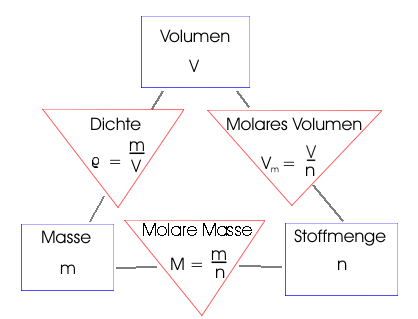 Volumen
V
Dichte
ϱ = m/V
Molares Volumen
Vₘ = V/n
Masse
m
Molare Masse
M = m/n
Stoffmenge
n